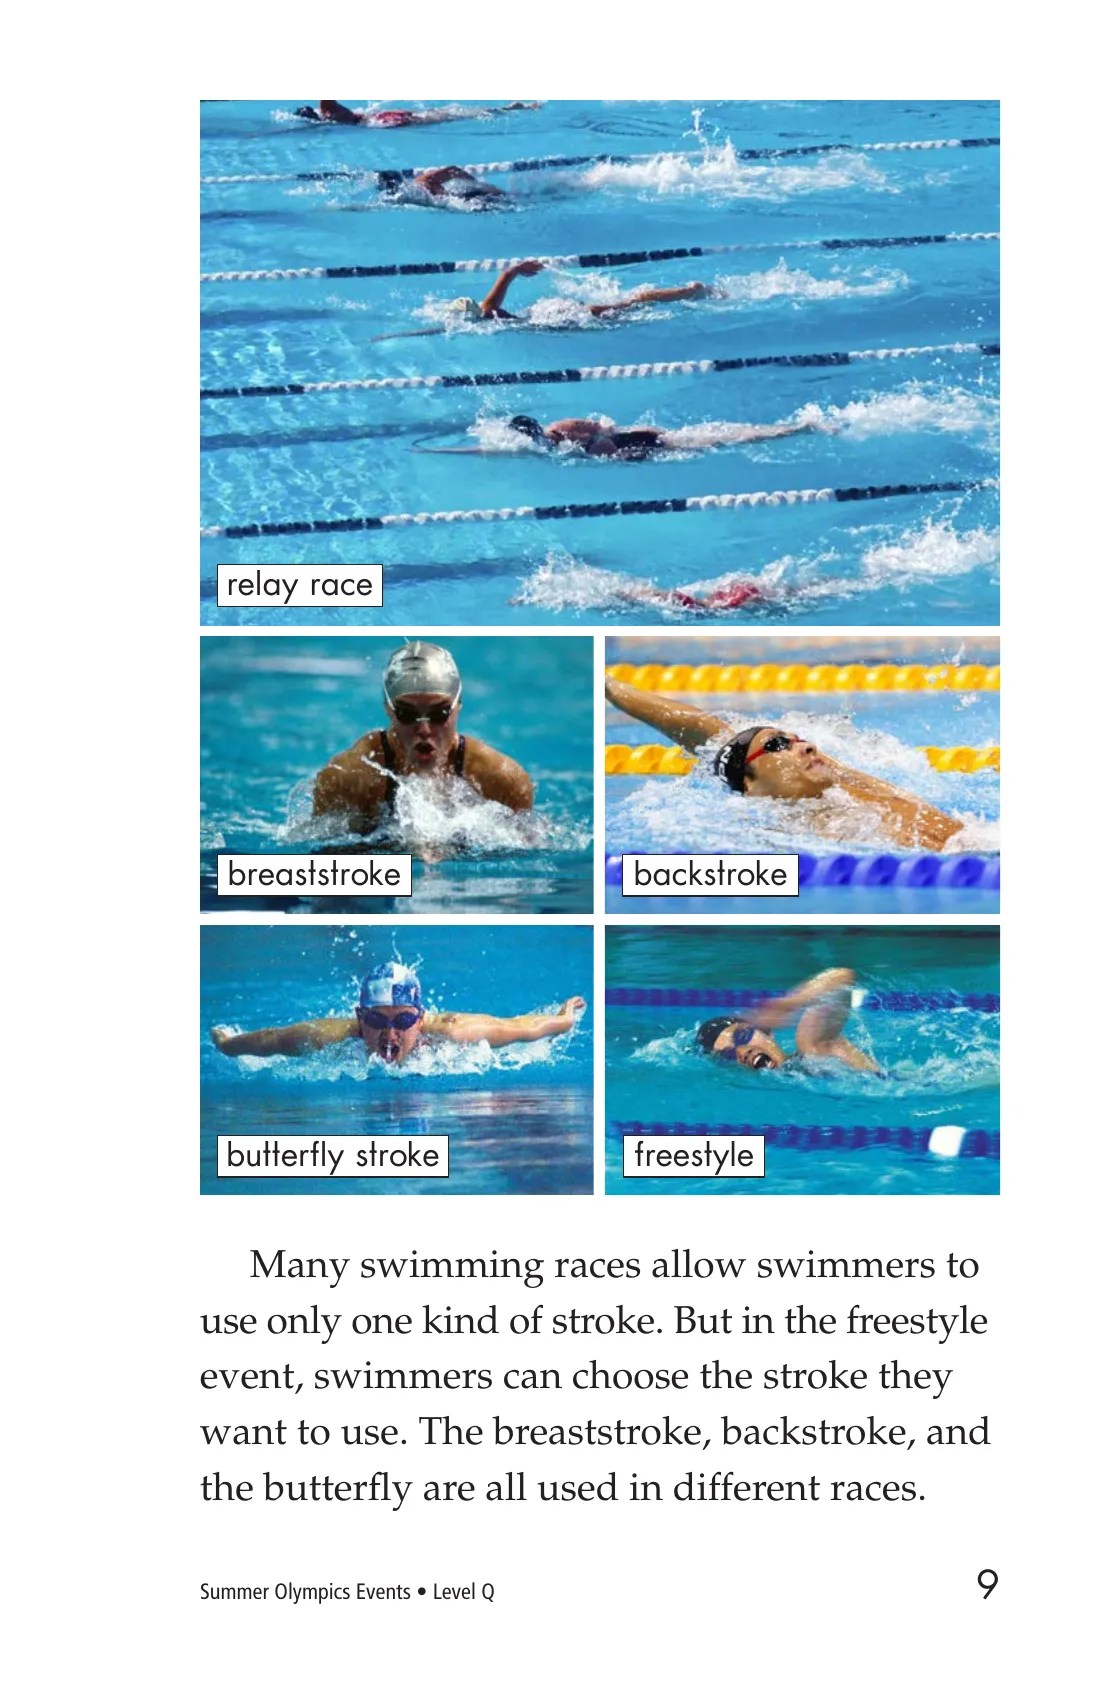 relay race
breaststroke
backstroke
butterfly stroke
freestyle
Many swimming races allow swimmers to
use only one kind of stroke. But in the freestyle
event, swimmers can choose the stroke they
want to use. The breaststroke, backstroke, and
the butterfly are all used in different races.
Summer Olympics Events • Level Q
9